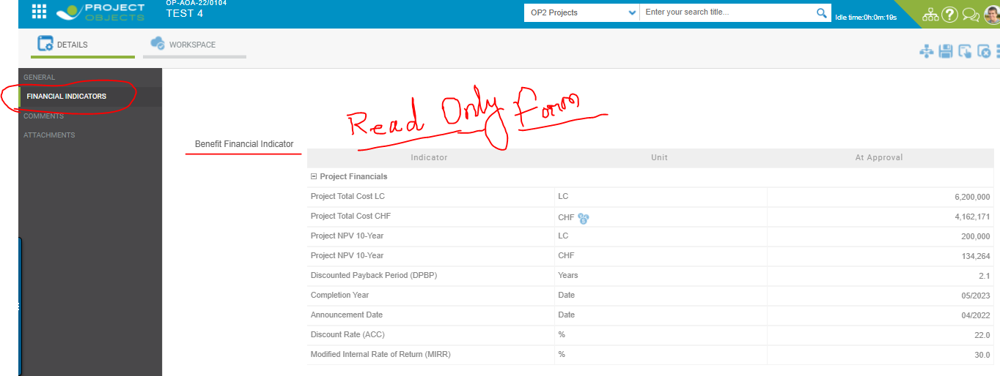 PROJECT OBJECTS
OP-AOA-22/0104
TEST 4
OP2 Projects
Enter your search title...
Idle time:0h:0m:19s
DETAILS
WORKSPACE
GENERAL
FINANCIAL INDICATORS
COMMENTS
ATTACHMENTS
Read Only Form
Benefit Financial Indicator
Indicator Unit At Approval
Project Financials
Project Total Cost LC LC 6,200,000
Project Total Cost CHF CHF 4,162,171
Project NPV 10-Year LC 200,000
Project NPV 10-Year CHF 134,264
Discounted Payback Period (DPBP) Years 2.1
Completion Year Date 05/2023
Announcement Date Date 04/2022
Discount Rate (ACC) % 22.0
Modified Internal Rate of Return (MIRR) % 30.0